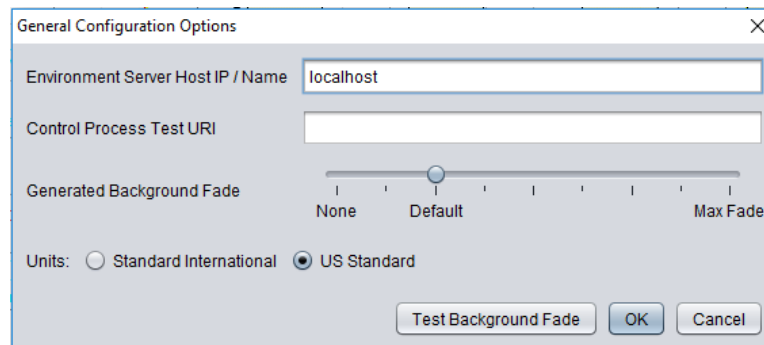 General Configuration Options
Environment Server Host IP / Name localhost
Control Process Test URI
Generated Background Fade
None Default Max Fade
Units: Standard International US Standard
Test Background Fade OK Cancel